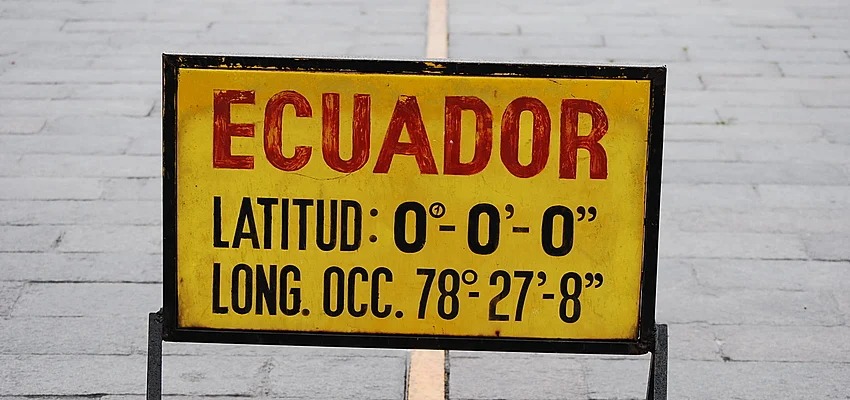 ECUADOR
LATITUD: 0°-0’-0”
LONG. OCC. 78°-27’-8”